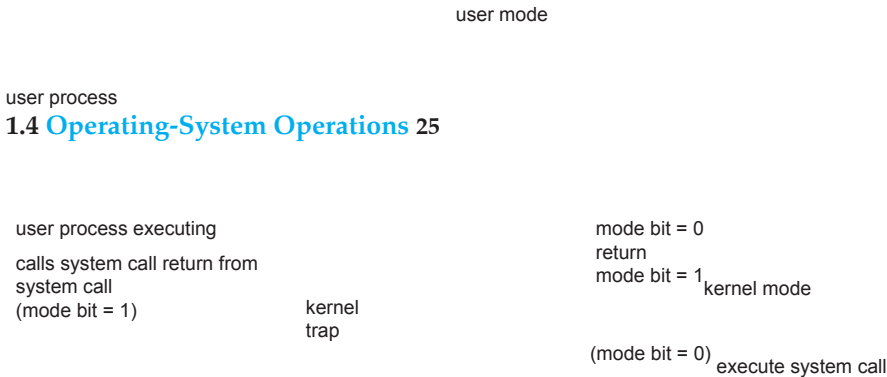 user mode
user process
1.4 Operating-System Operations 25
user process executing
calls system call return from
system call
(mode bit = 1)
kernel
trap
mode bit = 0
return
mode bit = 1
kernel mode
(mode bit = 0)
execute system call